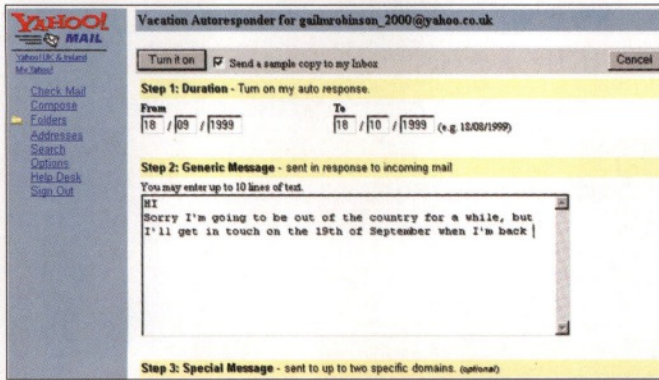 YAHOO!
MAIL
Yahoo! UK & Ireland
My Yahoo!
Check Mail
Compose
Folders
Addresses
Search
Options
Help Desk
Sign Out
Vacation Autoresponder for gailmrobinson_2000@yahoo.co.uk
Turn it on Send a sample copy to my Inbox Cancel
Step 1: Duration - Turn on my auto response.
From To
18 / 09 / 1999 18 / 10 / 1999 (e.g. 18/08/1999)
Step 2: Generic Message - sent in response to incoming mail
You may enter up to 10 lines of text.
HI
Sorry I'm going to be out of the country for a while, but
I'll get in touch on the 19th of September when I'm back
Step 3: Special Message - sent to up to two specific domains. (optional)